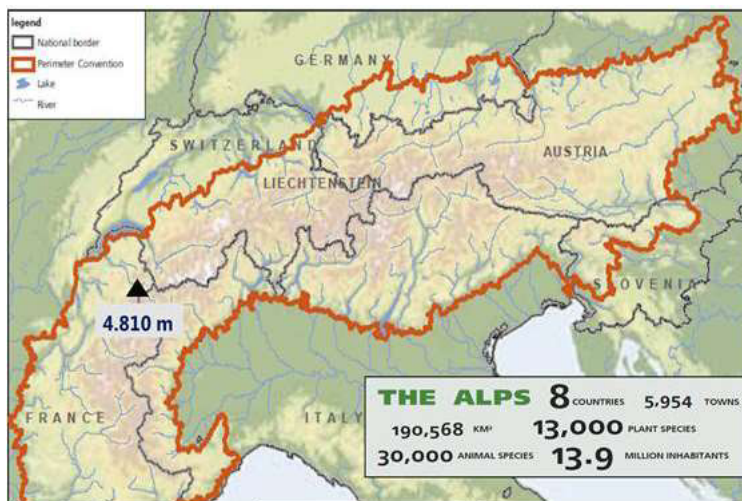 legend
National border
Perimeter Convention
Lake
River
GERMANY
SWITZERLAND
AUSTRIA
LIECHTENSTEIN
SLOVENIA
4.810 m
FRANCE
ITALY
THE ALPS 8 COUNTRIES 5,954 TOWNS
190,568 KM² 13,000 PLANT SPECIES
30,000 ANIMAL SPECIES 13.9 MILLION INHABITANTS